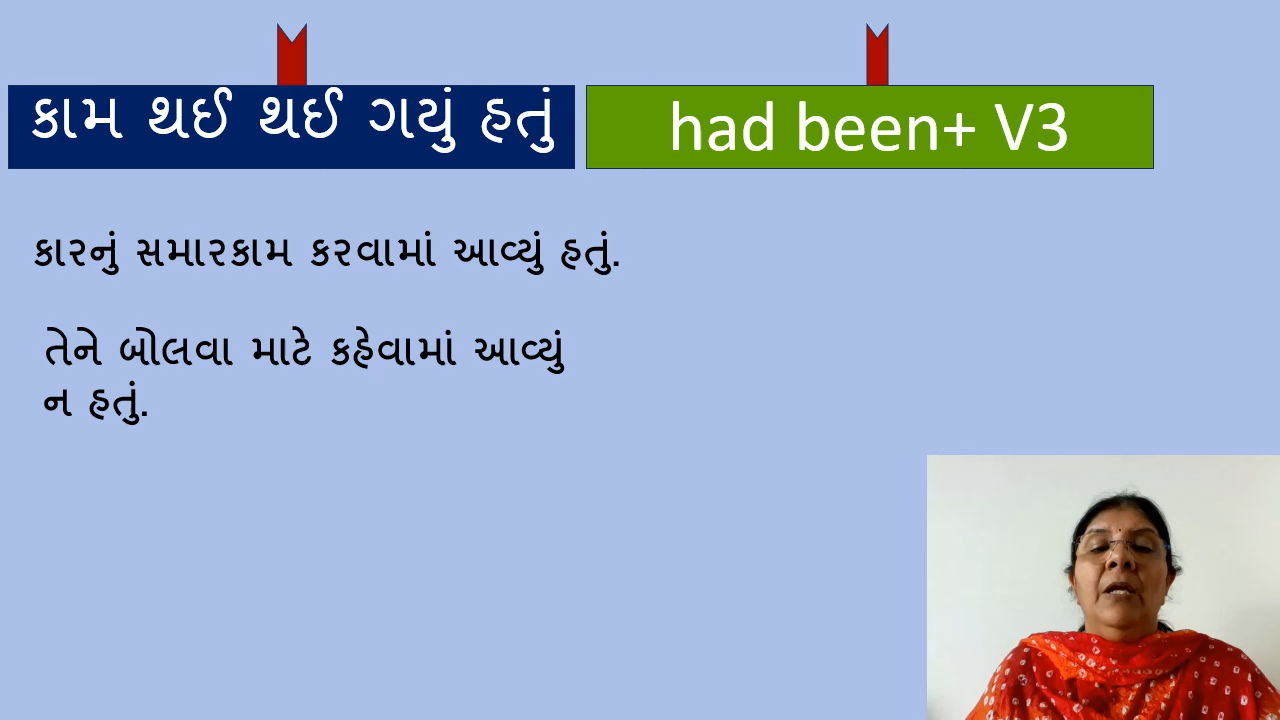 કામ થઈ થઈ ગયું હતું
had been+ V3
કારનું સમારકામ કરવામાં આવ્યું હતું.
તેને બોલવા માટે કહેવામાં આવ્યું
ન હતું.